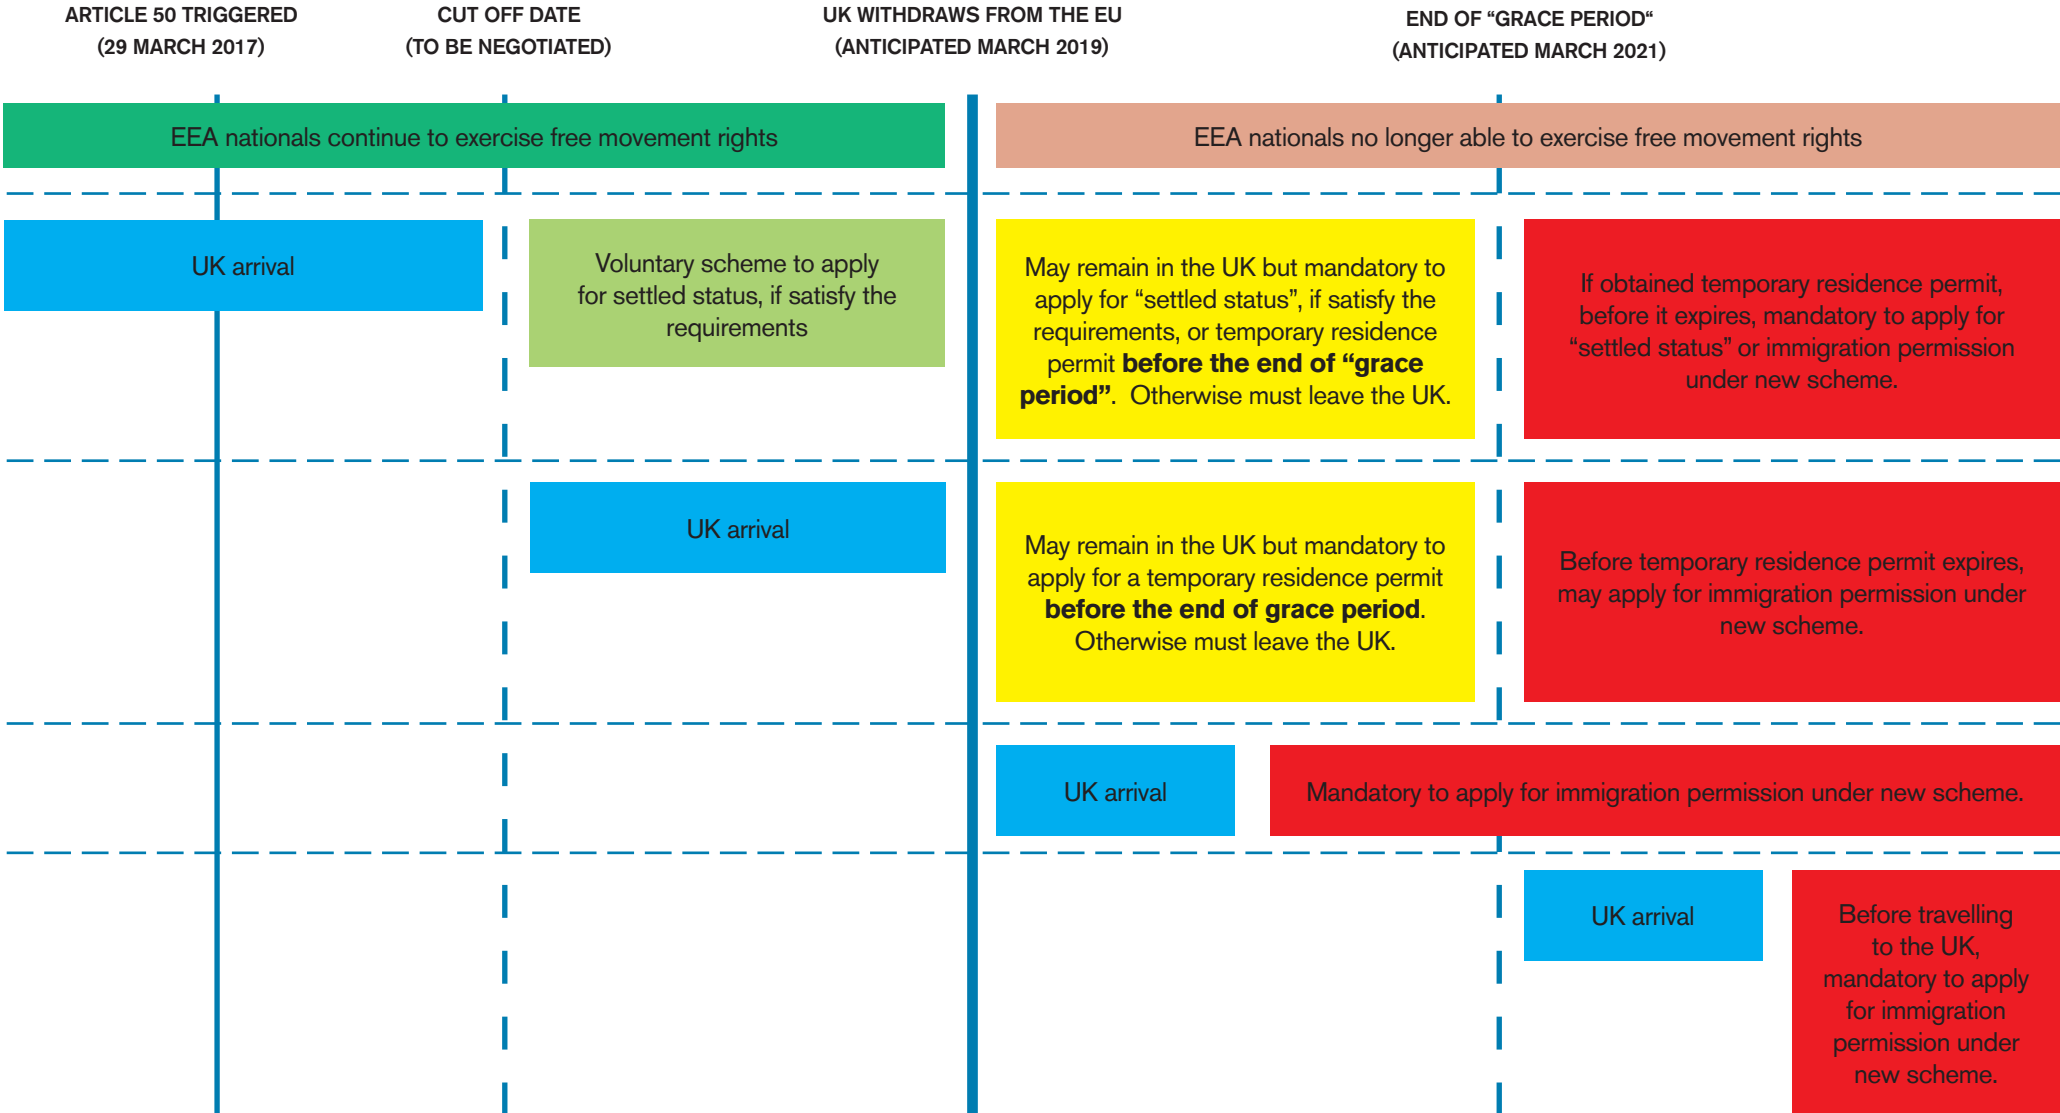 ARTICLE 50 TRIGGERED
(29 MARCH 2017)
CUT OFF DATE
(TO BE NEGOTIATED)
UK WITHDRAWS FROM THE EU
(ANTICIPATED MARCH 2019)
END OF “GRACE PERIOD“
(ANTICIPATED MARCH 2021)
EEA nationals continue to exercise free movement rights
EEA nationals no longer able to exercise free movement rights
UK arrival
Voluntary scheme to apply
for settled status, if satisfy the
requirements
May remain in the UK but mandatory to
apply for “settled status”, if satisfy the
requirements, or temporary residence
permit before the end of “grace
period”.  Otherwise must leave the UK.
If obtained temporary residence permit,
before it expires, mandatory to apply for
“settled status” or immigration permission
under new scheme.
UK arrival
May remain in the UK but mandatory to
apply for a temporary residence permit
before the end of grace period.
Otherwise must leave the UK.
Before temporary residence permit expires,
may apply for immigration permission under
new scheme.
UK arrival
Mandatory to apply for immigration permission under new scheme.
UK arrival
Before travelling
to the UK,
mandatory to apply
for immigration
permission under
new scheme.